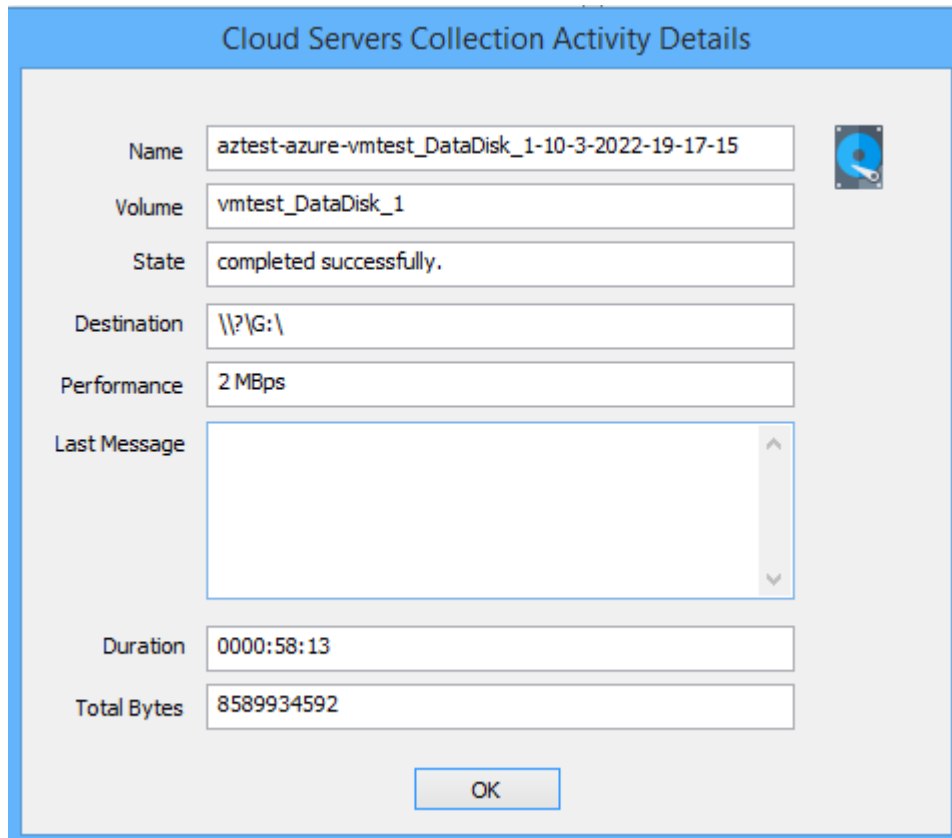 Cloud Servers Collection Activity Details
Name aztest-azure-vmtest_DataDisk_1-10-3-2022-19-17-15
Volume vmtest_DataDisk_1
State completed successfully.
Destination \\?\G:\
Performance 2 MBps
Last Message
Duration 0000:58:13
Total Bytes 8589934592
OK